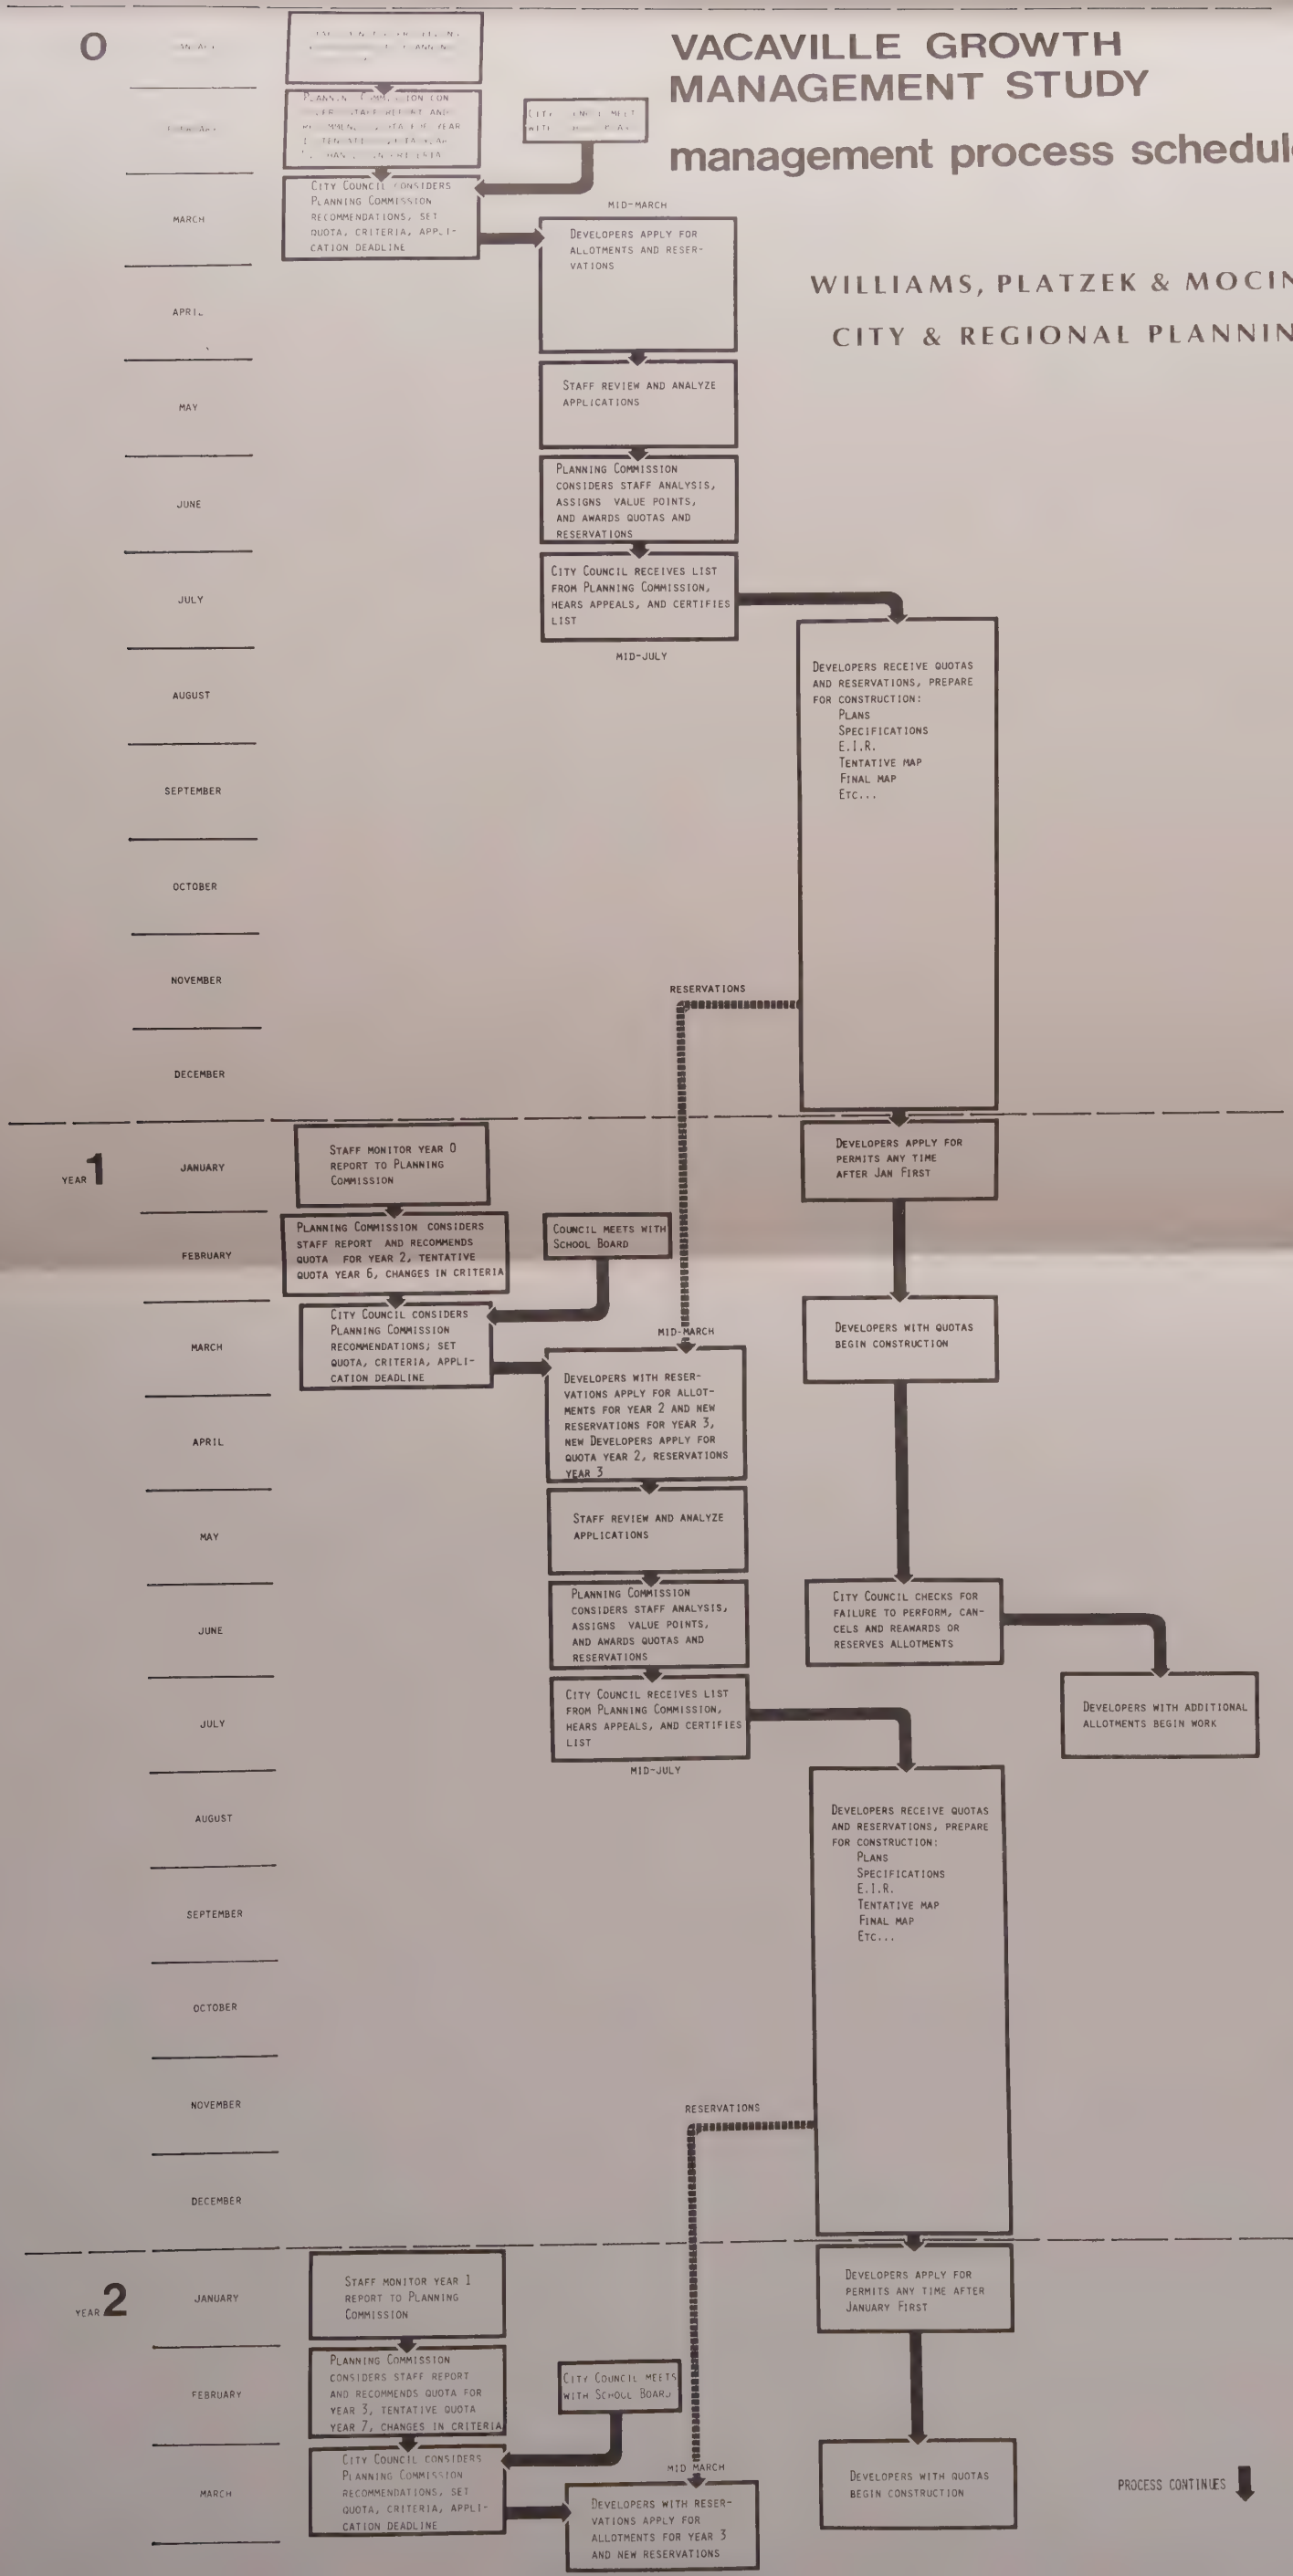 VACAVILLE GROWTH
MANAGEMENT STUDY
management process schedul
WILLIAMS, PLATZEK & MOCIN
CITY & REGIONAL PLANNIN
0
PLANNING COMMISSION CON
STAFF REPORT AND
YEAR
CITY COUNCIL MEET
WITH
MARCH
CITY COUNCIL CONSIDERS
PLANNING COMMISSION
RECOMMENDATIONS, SET
QUOTA, CRITERIA, APPLI-
CATION DEADLINE
MID-MARCH
DEVELOPERS APPLY FOR
ALLOTMENTS AND RESER-
VATIONS
APRIL
MAY
STAFF REVIEW AND ANALYZE
APPLICATIONS
JUNE
PLANNING COMMISSION
CONSIDERS STAFF ANALYSIS,
ASSIGNS VALUE POINTS,
AND AWARDS QUOTAS AND
RESERVATIONS
JULY
CITY COUNCIL RECEIVES LIST
FROM PLANNING COMMISSION,
HEARS APPEALS, AND CERTIFIES
LIST
MID-JULY
DEVELOPERS RECEIVE QUOTAS
AND RESERVATIONS, PREPARE
FOR CONSTRUCTION:
PLANS
SPECIFICATIONS
E.I.R.
TENTATIVE MAP
FINAL MAP
ETC...
AUGUST
SEPTEMBER
OCTOBER
NOVEMBER
RESERVATIONS
DECEMBER
YEAR 1
JANUARY
STAFF MONITOR YEAR 0
REPORT TO PLANNING
COMMISSION
DEVELOPERS APPLY FOR
PERMITS ANY TIME
AFTER JAN FIRST
FEBRUARY
PLANNING COMMISSION CONSIDERS
STAFF REPORT AND RECOMMENDS
QUOTA FOR YEAR 2, TENTATIVE
QUOTA YEAR 6, CHANGES IN CRITERIA
COUNCIL MEETS WITH
SCHOOL BOARD
MARCH
CITY COUNCIL CONSIDERS
PLANNING COMMISSION
RECOMMENDATIONS; SET
QUOTA, CRITERIA, APPLI-
CATION DEADLINE
MID-MARCH
DEVELOPERS WITH QUOTAS
BEGIN CONSTRUCTION
DEVELOPERS WITH RESER-
VATIONS APPLY FOR ALLOT-
MENTS FOR YEAR 2 AND NEW
RESERVATIONS FOR YEAR 3,
NEW DEVELOPERS APPLY FOR
QUOTA YEAR 2, RESERVATIONS
YEAR 3
APRIL
MAY
STAFF REVIEW AND ANALYZE
APPLICATIONS
JUNE
PLANNING COMMISSION
CONSIDERS STAFF ANALYSIS,
ASSIGNS VALUE POINTS,
AND AWARDS QUOTAS AND
RESERVATIONS
CITY COUNCIL CHECKS FOR
FAILURE TO PERFORM, CAN-
CELS AND REAWARDS OR
RESERVES ALLOTMENTS
JULY
CITY COUNCIL RECEIVES LIST
FROM PLANNING COMMISSION,
HEARS APPEALS, AND CERTIFIES
LIST
MID-JULY
DEVELOPERS WITH ADDITIONAL
ALLOTMENTS BEGIN WORK
AUGUST
DEVELOPERS RECEIVE QUOTAS
AND RESERVATIONS, PREPARE
FOR CONSTRUCTION:
PLANS
SPECIFICATIONS
E.I.R.
TENTATIVE MAP
FINAL MAP
ETC...
SEPTEMBER
OCTOBER
NOVEMBER
RESERVATIONS
DECEMBER
YEAR 2
JANUARY
STAFF MONITOR YEAR 1
REPORT TO PLANNING
COMMISSION
DEVELOPERS APPLY FOR
PERMITS ANY TIME AFTER
JANUARY FIRST
FEBRUARY
PLANNING COMMISSION
CONSIDERS STAFF REPORT
AND RECOMMENDS QUOTA FOR
YEAR 3, TENTATIVE QUOTA
YEAR 7, CHANGES IN CRITERIA
CITY COUNCIL MEETS
WITH SCHOOL BOARD
MARCH
CITY COUNCIL CONSIDERS
PLANNING COMMISSION
RECOMMENDATIONS, SET
QUOTA, CRITERIA, APPLI-
CATION DEADLINE
MID MARCH
DEVELOPERS WITH RESER-
VATIONS APPLY FOR
ALLOTMENTS FOR YEAR 3
AND NEW RESERVATIONS
DEVELOPERS WITH QUOTAS
BEGIN CONSTRUCTION
PROCESS CONTINUES